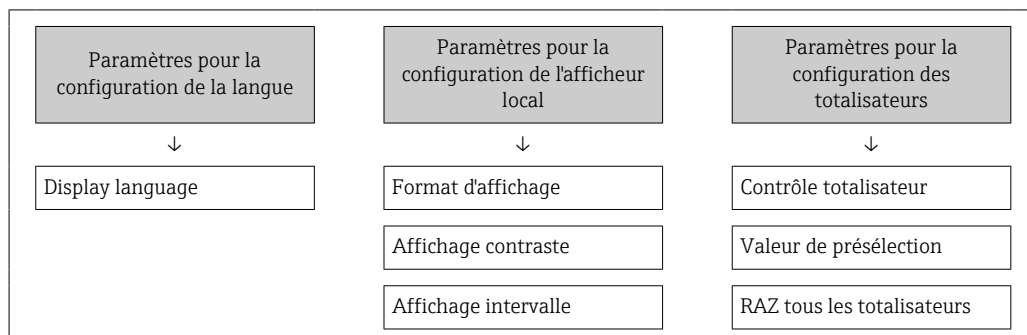 Paramètres pour la
configuration de la langue
↓
Display language
Paramètres pour la
configuration de l'afficheur
local
↓
Format d'affichage
Affichage contraste
Affichage intervalle
Paramètres pour la
configuration des
totalisateurs
↓
Contrôle totalisateur
Valeur de présélection
RAZ tous les totalisateurs